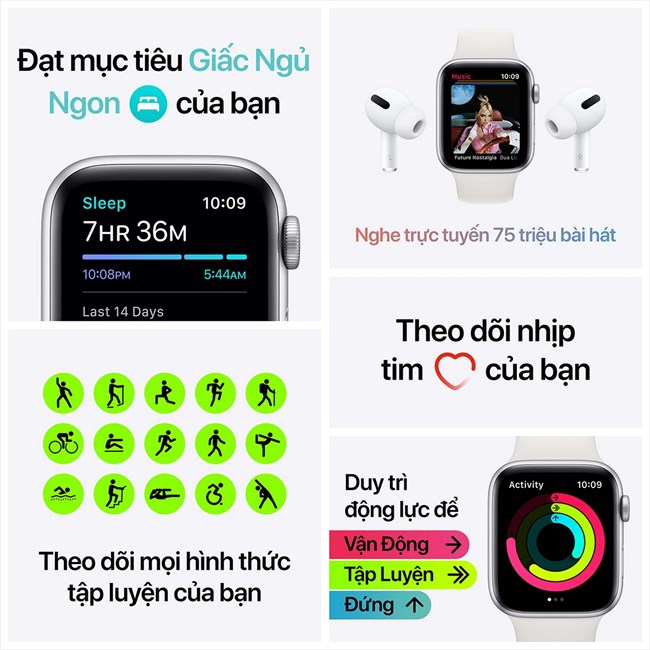 Đạt mục tiêu Giấc Ngủ
Ngon của bạn
Sleep 10:09
7HR 36M
10:08PM 5:44AM
Last 14 Days
Music 10:09
Future Nostalgia Dua Li
L
R
Nghe trực tuyến 75 triệu bài hát
Theo dõi nhịp
tim của bạn
Theo dõi mọi hình thức
tập luyện của bạn
Duy trì
động lực để
Vận Động
Tập Luyện
Đứng
Activity 10:09